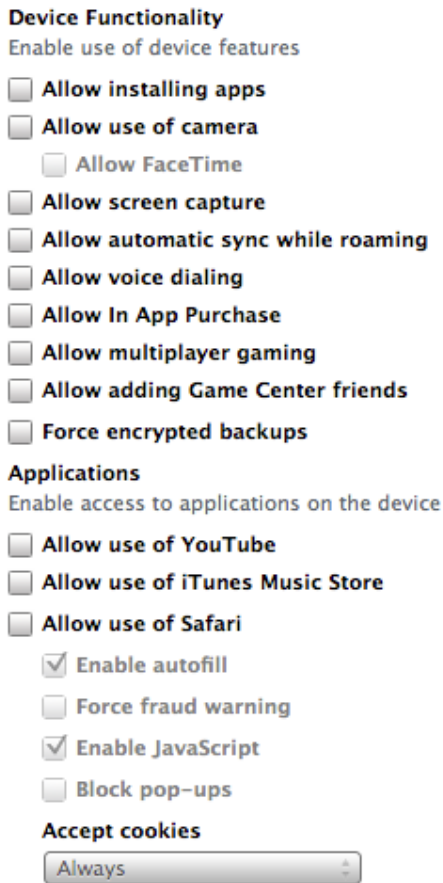 Device Functionality
Enable use of device features
Allow installing apps
Allow use of camera
Allow FaceTime
Allow screen capture
Allow automatic sync while roaming
Allow voice dialing
Allow In App Purchase
Allow multiplayer gaming
Allow adding Game Center friends
Force encrypted backups
Applications
Enable access to applications on the device
Allow use of YouTube
Allow use of iTunes Music Store
Allow use of Safari
Enable autofill
Force fraud warning
Enable JavaScript
Block pop-ups
Accept cookies
Always